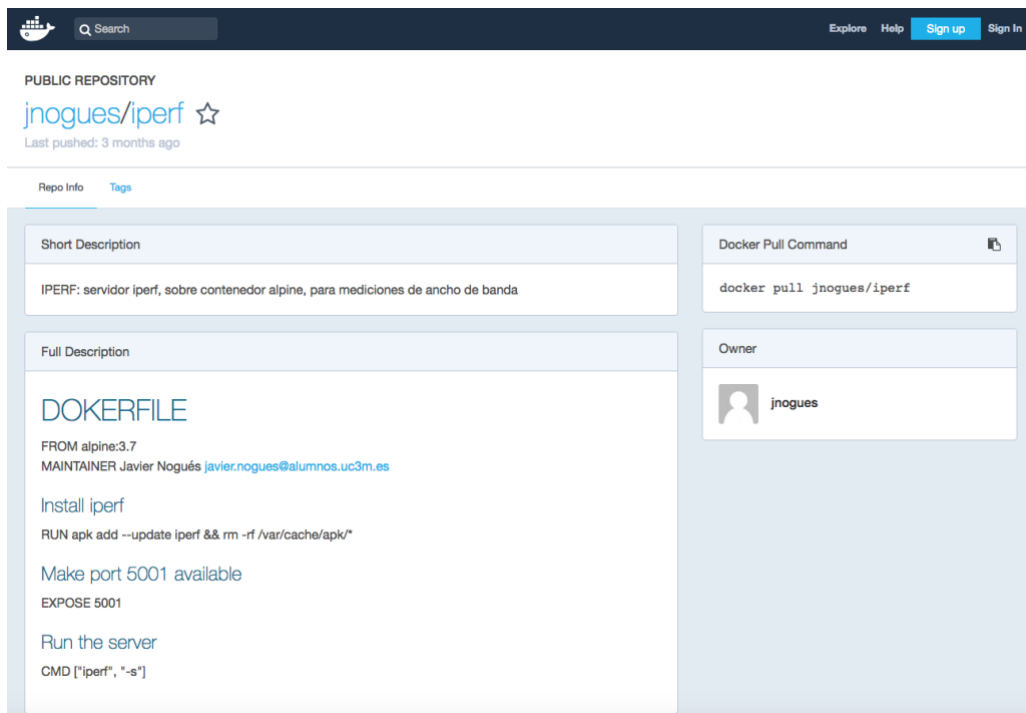 Search
Explore Help Sign up Sign In
PUBLIC REPOSITORY
jnogues/iperf
Last pushed: 3 months ago
Repo Info Tags
Short Description
IPERF: servidor iperf, sobre contenedor alpine, para mediciones de ancho de banda
Full Description
DOKERFILE
FROM alpine:3.7
MAINTAINER Javier Nogués javier.nogues@alumnos.uc3m.es
Install iperf
RUN apk add --update iperf && rm -rf /var/cache/apk/*
Make port 5001 available
EXPOSE 5001
Run the server
CMD ["iperf", "-s"]
Docker Pull Command
docker pull jnogues/iperf
Owner
jnogues